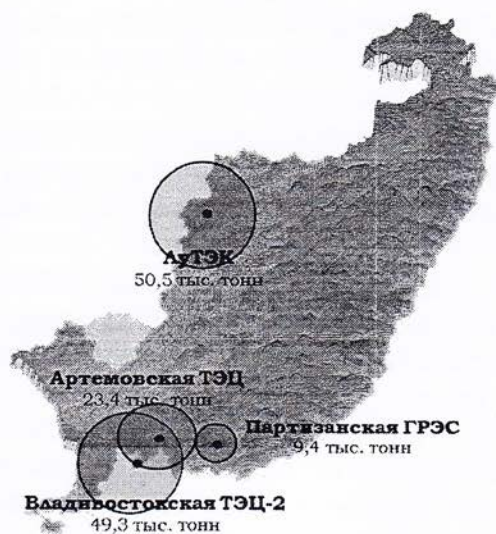 ЛуТЭК
50,5 тыс. тонн
Артемовская ТЭЦ
23,4 тыс. тонн
Партизанская ГРЭС
9,4 тыс. тонн
Владивостокская ТЭЦ-2
49,3 тыс. тонн